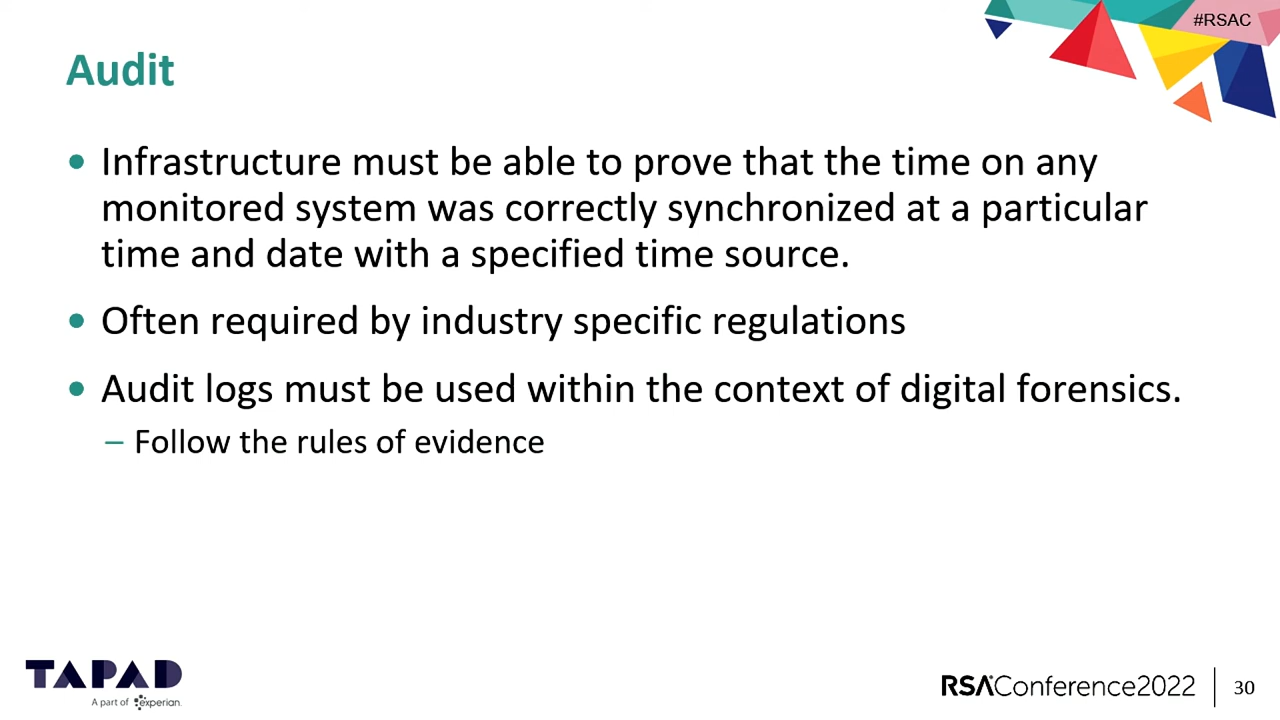 #RSAC
Audit
• Infrastructure must be able to prove that the time on any
monitored system was correctly synchronized at a particular
time and date with a specified time source.
• Often required by industry specific regulations
• Audit logs must be used within the context of digital forensics.
– Follow the rules of evidence
TAPAD
A part of experian.
RSAConference2022
30